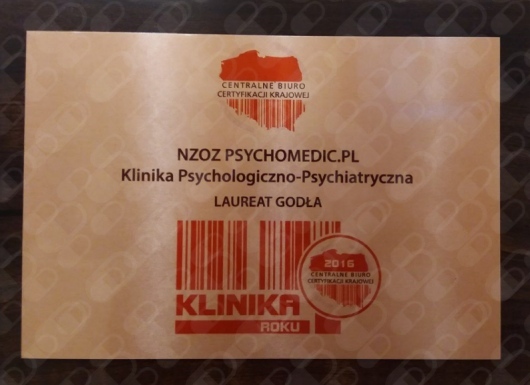 CENTRALNE BIURO
CERTYFIKACJI KRAJOWEJ
NZOZ PSYCHOMEDIC.PL
Klinika Psychologiczno-Psychiatryczna
LAUREAT GODŁA
2016
CENTRALNE BIURO
CERTYFIKACJI KRAJOWEJ
KLINIKA
ROKU